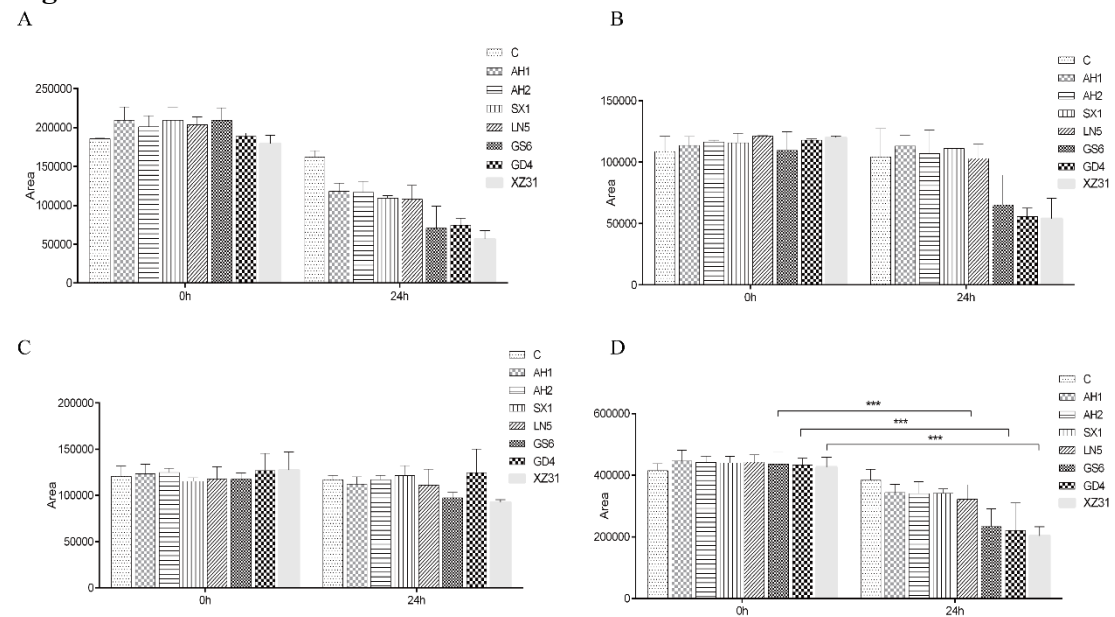 A
C
AH1
AH2
SX1
LN5
GS6
GD4
XZ31
250000
200000
150000
100000
50000
0
Area
0h
24h
B
C
AH1
AH2
SX1
LN5
GS6
GD4
XZ31
150000
100000
50000
0
Area
0h
24h
C
C
AH1
AH2
SX1
LN5
GS6
GD4
XZ31
200000
150000
100000
50000
0
Area
0h
24h
D
C
AH1
AH2
SX1
LN5
GS6
GD4
XZ31
600000
400000
200000
0
Area
***
***
***
0h
24h